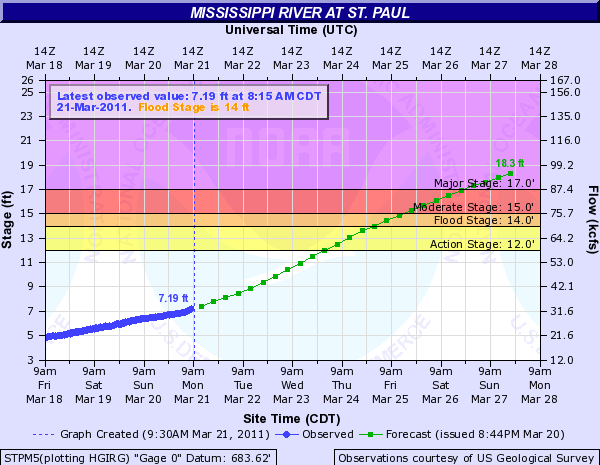 MISSISSIPPI RIVER AT ST. PAUL
Universal Time (UTC)
14Z 14Z 14Z 14Z 14Z 14Z 14Z 14Z 14Z 14Z 14Z
Mar 18 Mar 19 Mar 20 Mar 21 Mar 22 Mar 23 Mar 24 Mar 25 Mar 26 Mar 27 Mar 28
Latest observed value: 7.19 ft at 8:15 AM CDT
21-Mar-2011. Flood Stage is 14 ft
26 167.0
25 156.0
23 135.0
21 116.0
19 99.2
17 87.4
15 75.7
13 64.2
11 53.0
9 42.1
7 31.6
5 21.6
3 12.0
Stage (ft)
Flow (kcfs)
18.3 ft
Major Stage: 17.0'
Moderate Stage: 15.0'
Flood Stage: 14.0'
Action Stage: 12.0'
7.19 ft
9am 9am 9am 9am 9am 9am 9am 9am 9am 9am 9am
Fri Sat Sun Mon Tue Wed Thu Fri Sat Sun Mon
Mar 18 Mar 19 Mar 20 Mar 21 Mar 22 Mar 23 Mar 24 Mar 25 Mar 26 Mar 27 Mar 28
Site Time (CDT)
Graph Created (9:30AM Mar 21, 2011) Observed Forecast (issued 8:44PM Mar 20)
STPM5(plotting HGIRG) "Gage 0" Datum: 683.62'
Observations courtesy of US Geological Survey